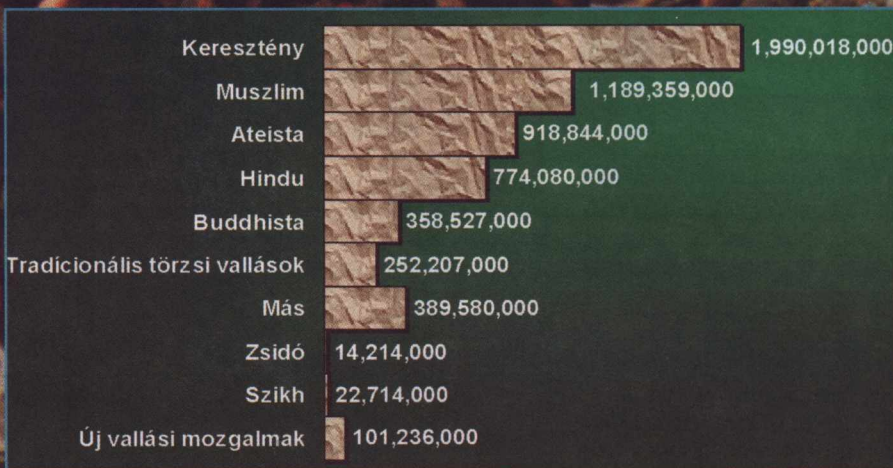 Keresztény 1,990,018,000
Muszlim 1,189,359,000
Ateista 918,844,000
Hindu 774,080,000
Buddhista 358,527,000
Tradícionális törzsi vallások 252,207,000
Más 389,580,000
Zsidó 14,214,000
Szikh 22,714,000
Új vallási mozgalmak 101,236,000